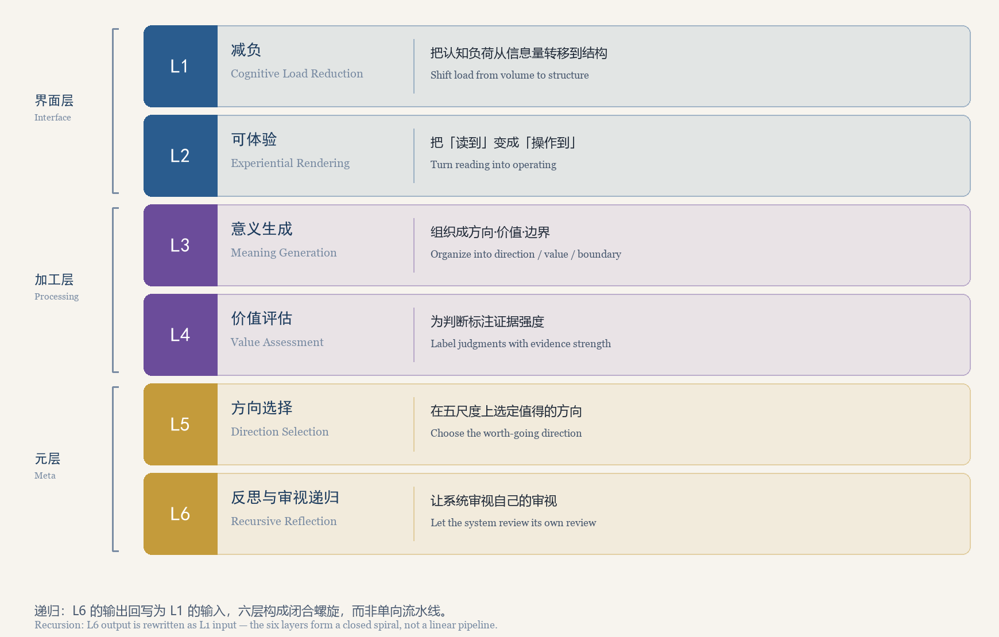 界面层
Interface
L1
减负
Cognitive Load Reduction
把认知负荷从信息量转移到结构
Shift load from volume to structure
L2
可体验
Experiential Rendering
把「读到」变成「操作到」
Turn reading into operating
加工层
Processing
L3
意义生成
Meaning Generation
组织成方向·价值·边界
Organize into direction / value / boundary
L4
价值评估
Value Assessment
为判断标注证据强度
Label judgments with evidence strength
元层
Meta
L5
方向选择
Direction Selection
在五尺度上选定值得的方向
Choose the worth-going direction
L6
反思与审视递归
Recursive Reflection
让系统审视自己的审视
Let the system review its own review
递归：L6 的输出回写为 L1 的输入，六层构成闭合螺旋，而非单向流水线。
Recursion: L6 output is rewritten as L1 input — the six layers form a closed spiral, not a linear pipeline.